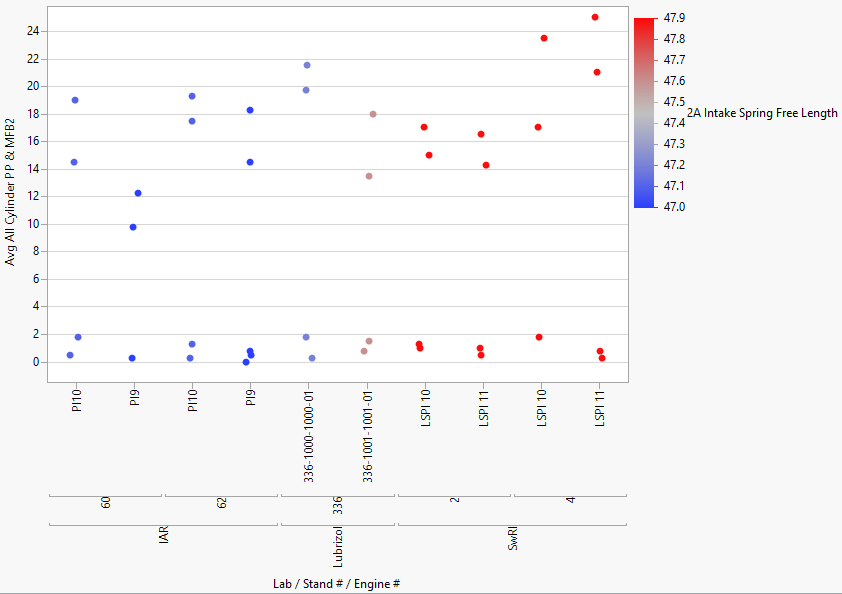 Avg All Cylinder PP & MFB2
24
22
20
18
16
14
12
10
8
6
4
2
0
47.9
47.8
47.7
47.6
47.5
47.4
47.3
47.2
47.1
47.0
2A Intake Spring Free Length
PI10
PI9
PI10
PI9
336-1000-1000-01
336-1001-1001-01
LSPI 10
LSPI 11
LSPI 10
LSPI 11
60
62
336
2
4
IAR
Lubrizol
SwRI
Lab / Stand # / Engine #